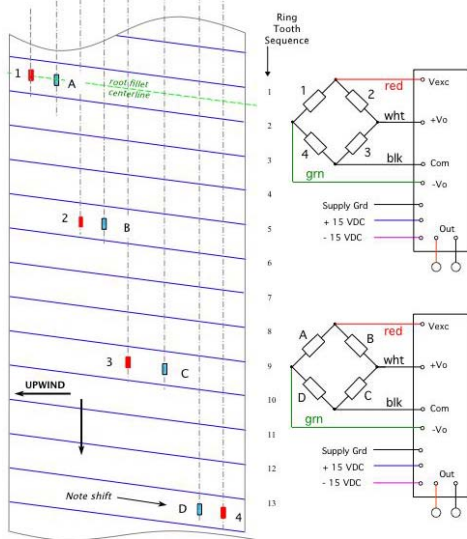 Ring
Tooth
Sequence
1
A
root fillet
centerline
2
B
3
C
UPWIND
Note shift
D
4
1
2
3
4
5
6
7
8
9
10
11
12
13
1
2
4
3
red
wht
blk
grn
Vexc
+Vo
Com
-Vo
Supply Grd
+ 15 VDC
- 15 VDC
Out
A
B
D
C
red
wht
blk
grn
Vexc
+Vo
Com
-Vo
Supply Grd
+ 15 VDC
- 15 VDC
Out